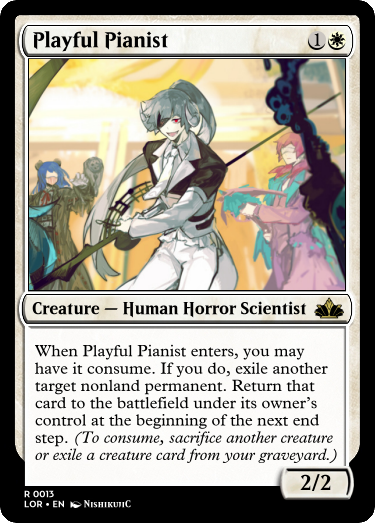 Playful Pianist 1
Creature — Human Horror Scientist
When Playful Pianist enters, you may
have it consume. If you do, exile another
target nonland permanent. Return that
card to the battlefield under its owner's
control at the beginning of the next end
step. (To consume, sacrifice another creature
or exile a creature card from your graveyard.)
2/2
R 0013
LOR • EN NishikujiC